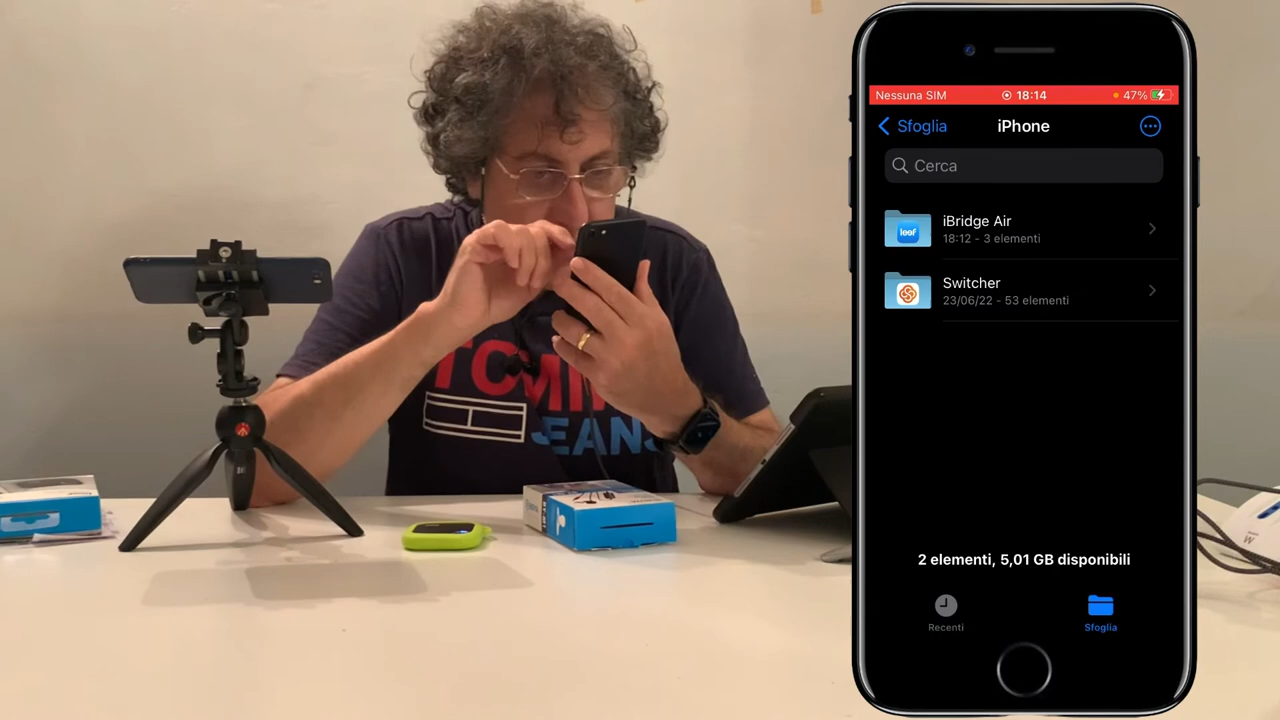 Nessuna SIM 18:14 47%
Sfoglia iPhone
Cerca
leef
iBridge Air
18:12 - 3 elementi
Switcher
23/06/22 - 53 elementi
2 elementi, 5,01 GB disponibili
Recenti Sfoglia
TOMM
JEANS